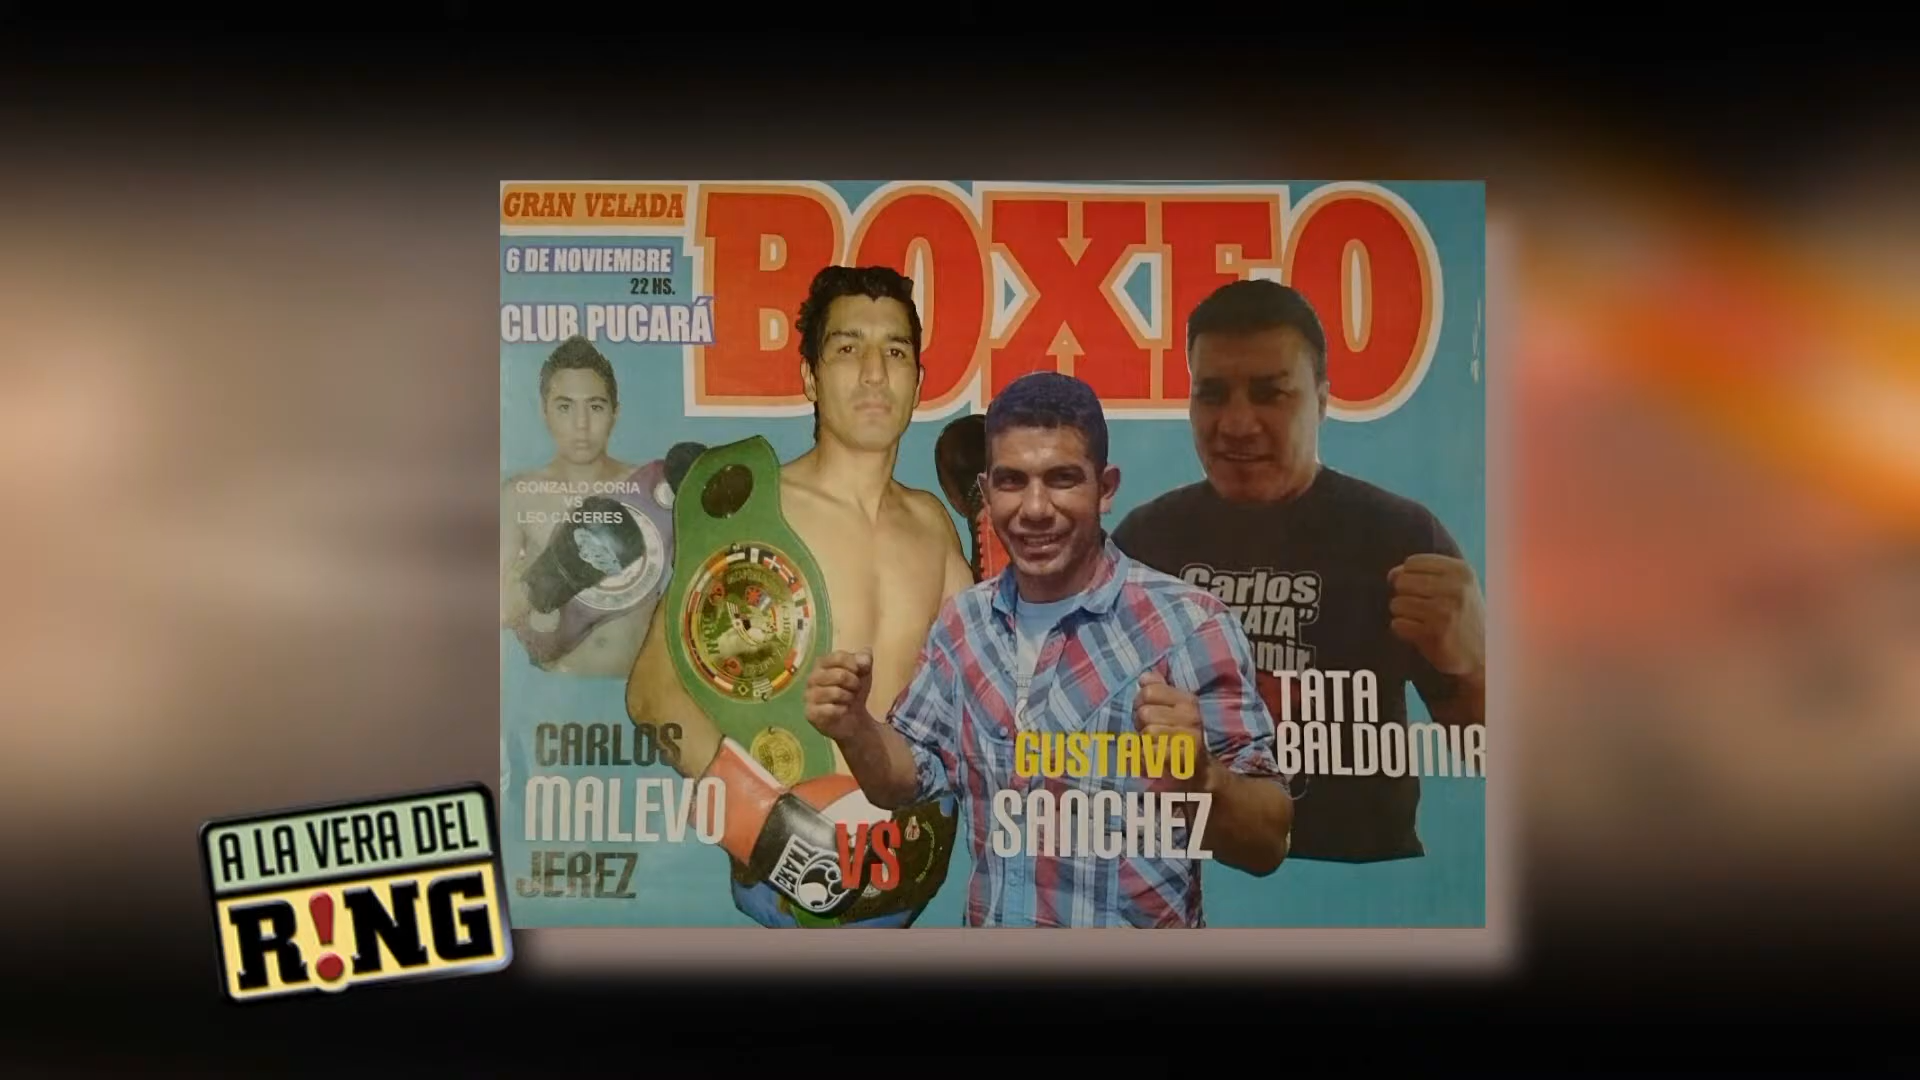 GRAN VELADA
BOXEO
6 DE NOVIEMBRE
22 HS.
CLUB PUCARÁ
GONZALO CORIA
VS
LEO CACERES
Carlos
"TATA"
TATA
BALDOMIR
CARLOS
MALEVO
JEREZ
VS
GUSTAVO
SANCHEZ
A LA VERA DEL
R!NG